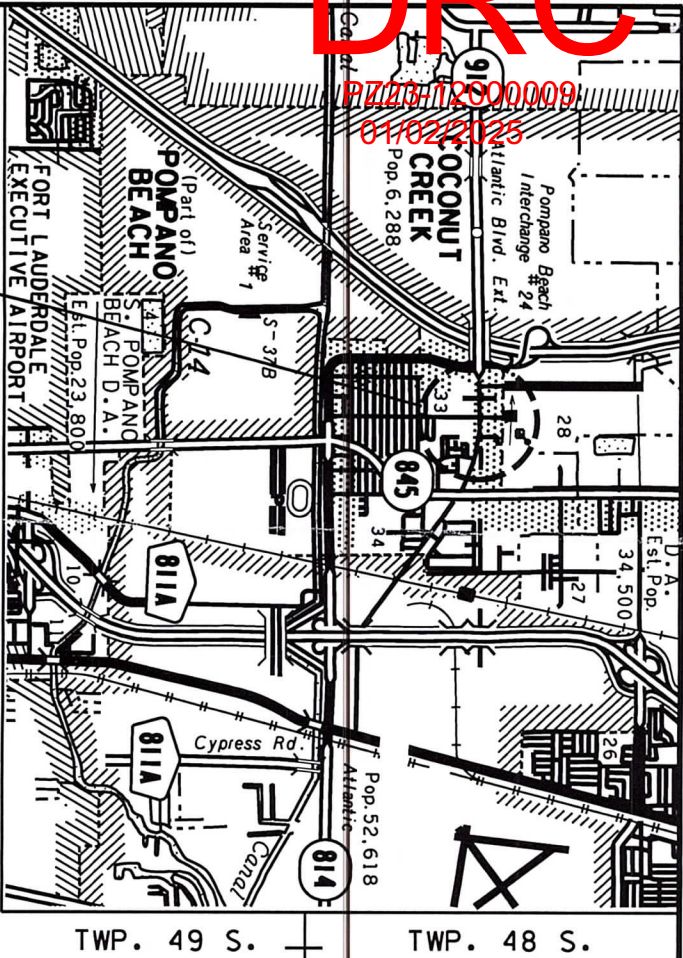 DRC
PZ23-12000009
01/02/2025
Canal
912
Atlantic Blvd. Ext
Pompano Beach
Interchange # 24
COCONUT
CREEK
Pop. 6,288
(Part of)
POMPANO
BEACH
Service
Area # 1
S-37B
C-14
FORT LAUDERDALE
EXECUTIVE AIRPORT
S. POMPANO
BEACH D.A.
Est. Pop. 23,800
33
28
845
34
27
D.A.
Est. Pop.
34,500
10
811A
26
Cypress Rd.
811A
Pop. 52,618
Atlantic
814
Canal
TWP. 49 S.
TWP. 48 S.